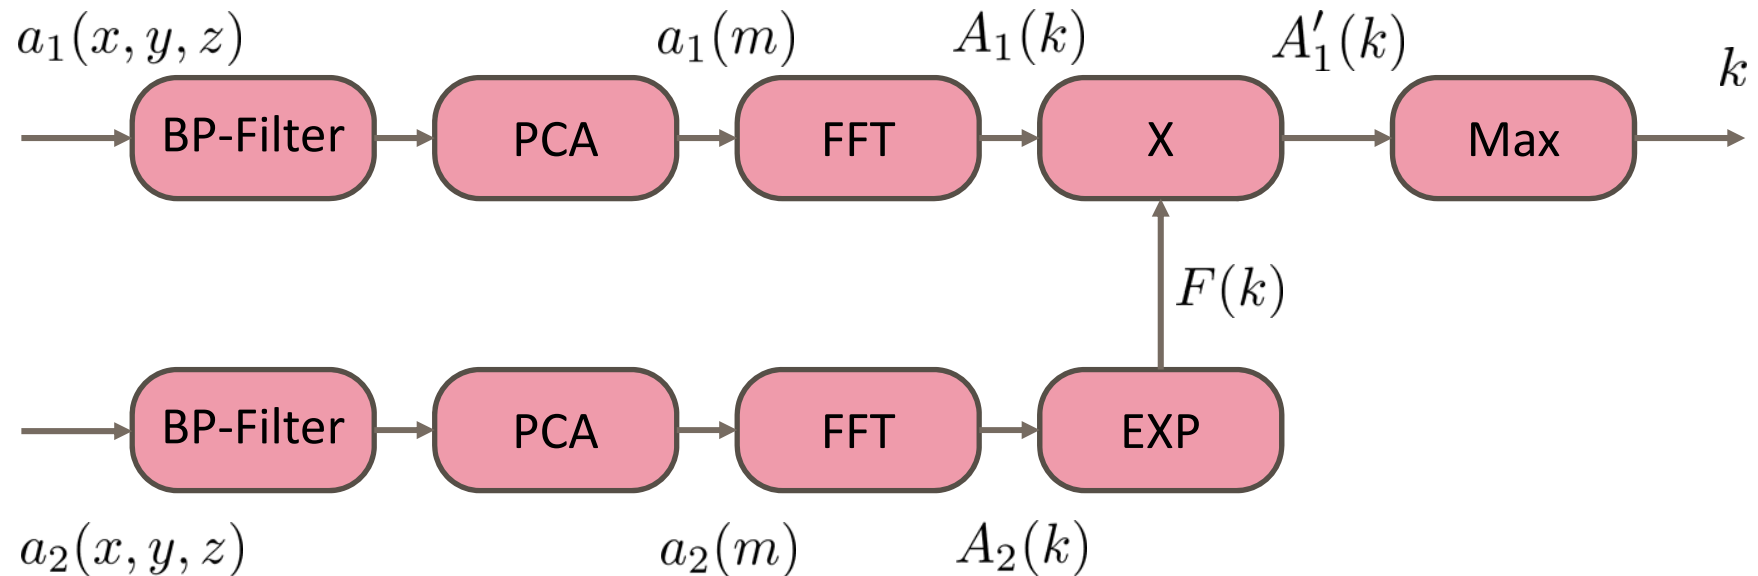 a₁(x, y, z) a₁(m) A₁(k) A′₁(k) k
BP-Filter PCA FFT X Max
F(k)
BP-Filter PCA FFT EXP
a₂(x, y, z) a₂(m) A₂(k)